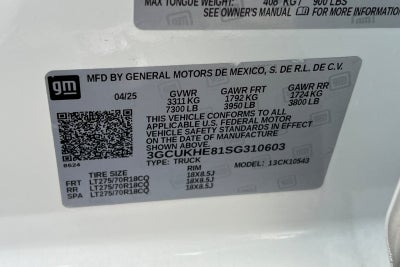 MAX TONGUE WEIGHT: 408 KG / 900 LBS
SEE OWNER'S MANUAL FOR MORE INFORMATION
gm
MFD BY GENERAL MOTORS DE MEXICO, S. DE R.L. DE C.V.
04/25 GVWR GAWR FRT GAWR RR
3311 KG 1792 KG 1724 KG
7300 LB 3950 LB 3800 LB
THIS VEHICLE CONFORMS TO ALL APPLICABLE
U.S. FEDERAL MOTOR VEHICLE
SAFETY STANDARDS IN EFFECT ON THE DATE OF
MANUFACTURE SHOWN ABOVE.
3GCUKHE81SG310603
8624 TYPE: TRUCK MODEL: 13CK10543
TIRE SIZE RIM
FRT LT275/70R18CQ 18X8.5J
RR LT275/70R18CQ 18X8.5J
SPA LT275/70R18CQ 18X8.5J